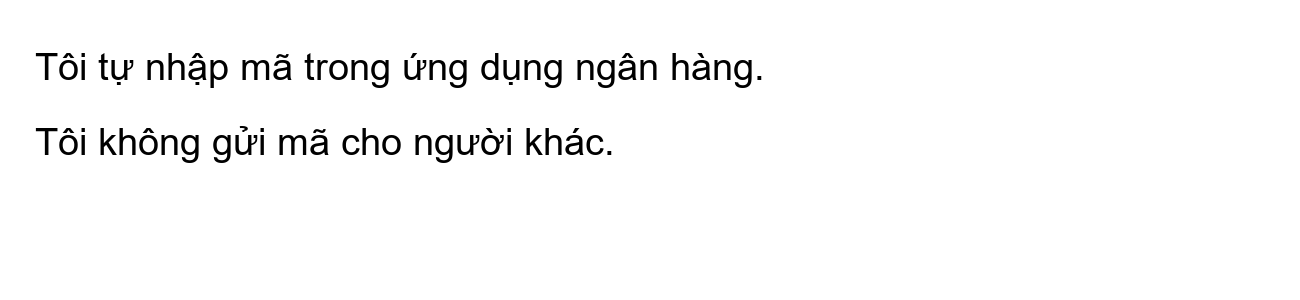 Tôi tự nhập mã trong ứng dụng ngân hàng.
Tôi không gửi mã cho người khác.